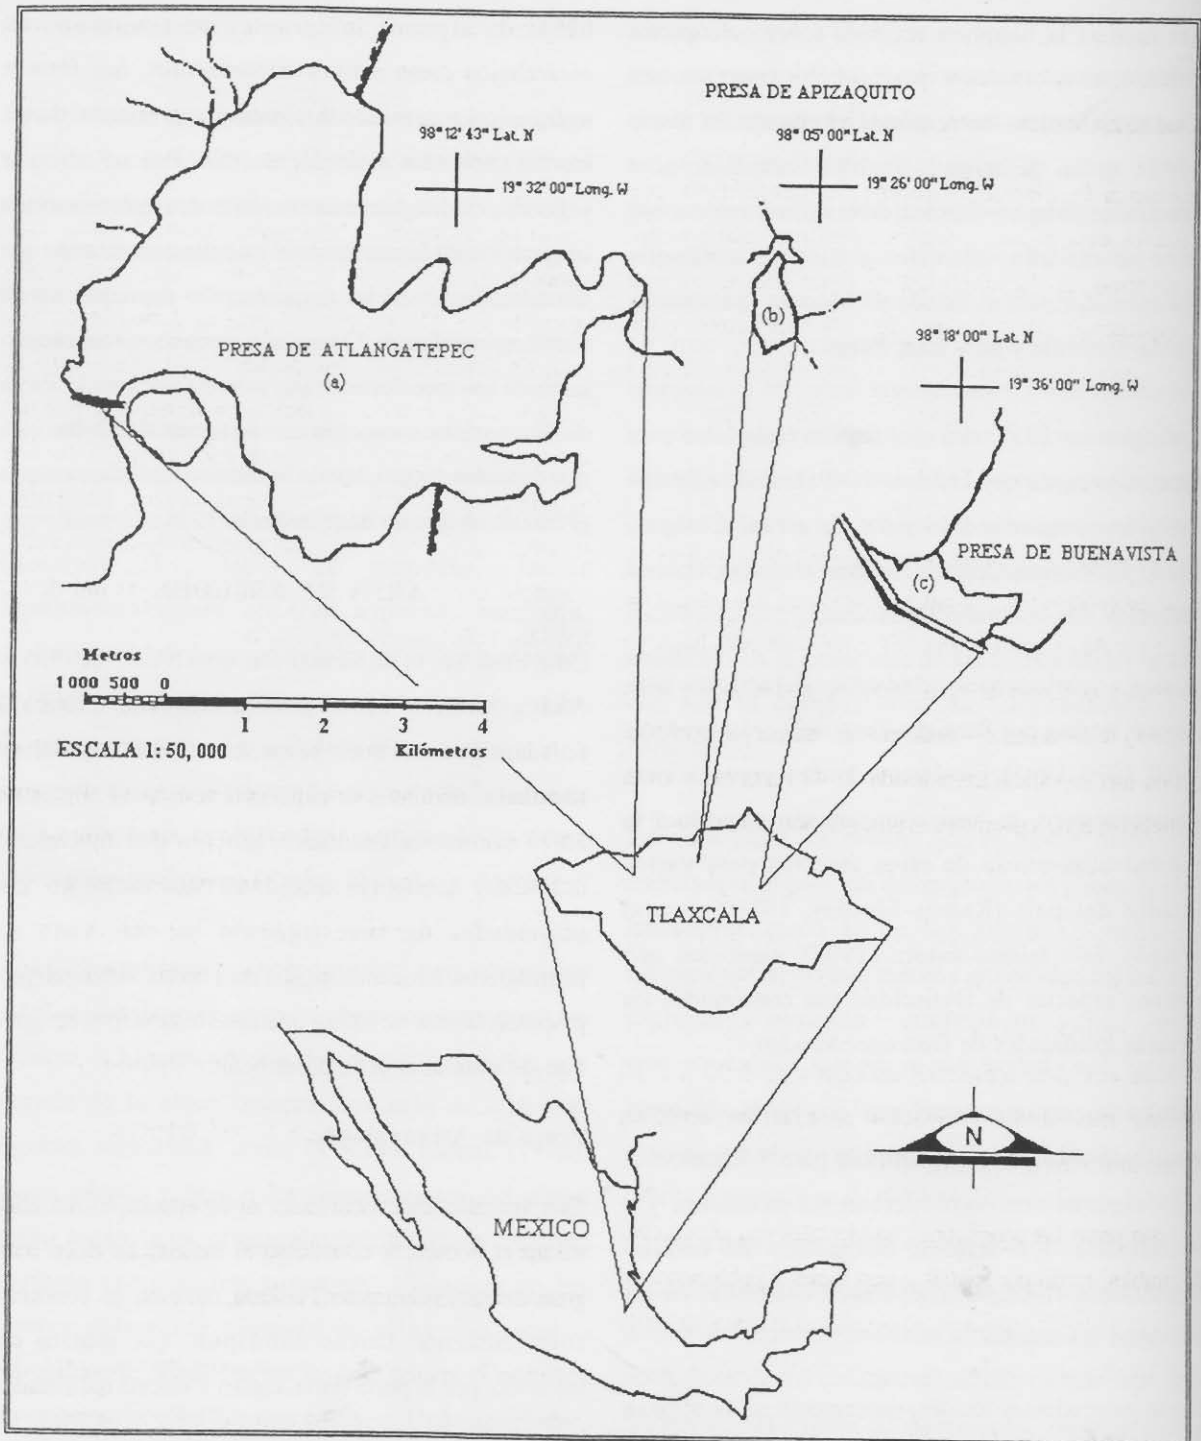 PRESA DE APIZAQUITO
98° 12' 43" Lat. N
19° 32' 00" Long. W
98° 05' 00" Lat. N
19° 26' 00" Long. W
(b)
98° 18' 00" Lat. N
19° 36' 00" Long. W
PRESA DE ATLANGATEPEC
(a)
PRESA DE BUENAVISTA
(c)
Metros
1 000 500 0
1 2 3 4
ESCALA 1: 50, 000
Kilómetros
TLAXCALA
N
MEXICO